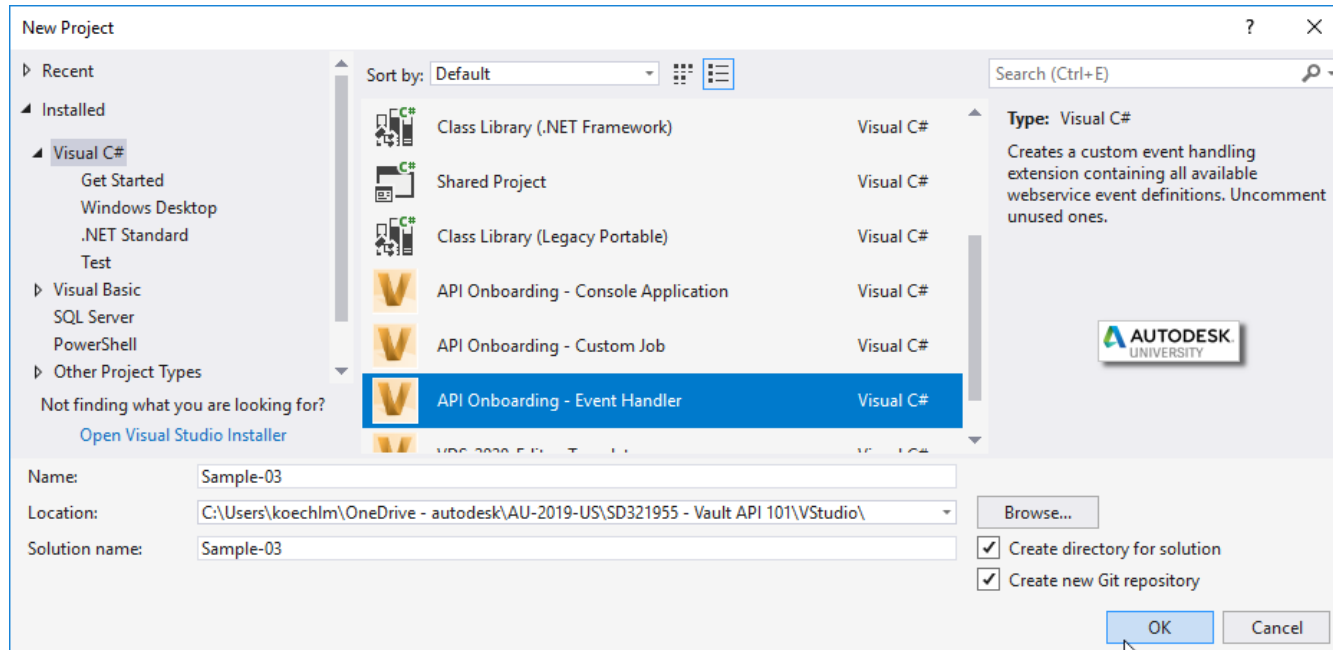 New Project
?
Recent
Installed
Visual C#
Get Started
Windows Desktop
.NET Standard
Test
Visual Basic
SQL Server
PowerShell
Other Project Types
Not finding what you are looking for?
Open Visual Studio Installer
Sort by: Default
C#
Class Library (.NET Framework) Visual C#
C#
Shared Project Visual C#
C#
Class Library (Legacy Portable) Visual C#
API Onboarding - Console Application Visual C#
API Onboarding - Custom Job Visual C#
API Onboarding - Event Handler Visual C#
Search (Ctrl+E)
Type: Visual C#
Creates a custom event handling
extension containing all available
webservice event definitions. Uncomment
unused ones.
AUTODESK.
UNIVERSITY
Name: Sample-03
Location: C:\Users\koechlm\OneDrive - autodesk\AU-2019-US\SD321955 - Vault API 101\VStudio\ Browse...
Solution name: Sample-03
Create directory for solution
Create new Git repository
OK Cancel